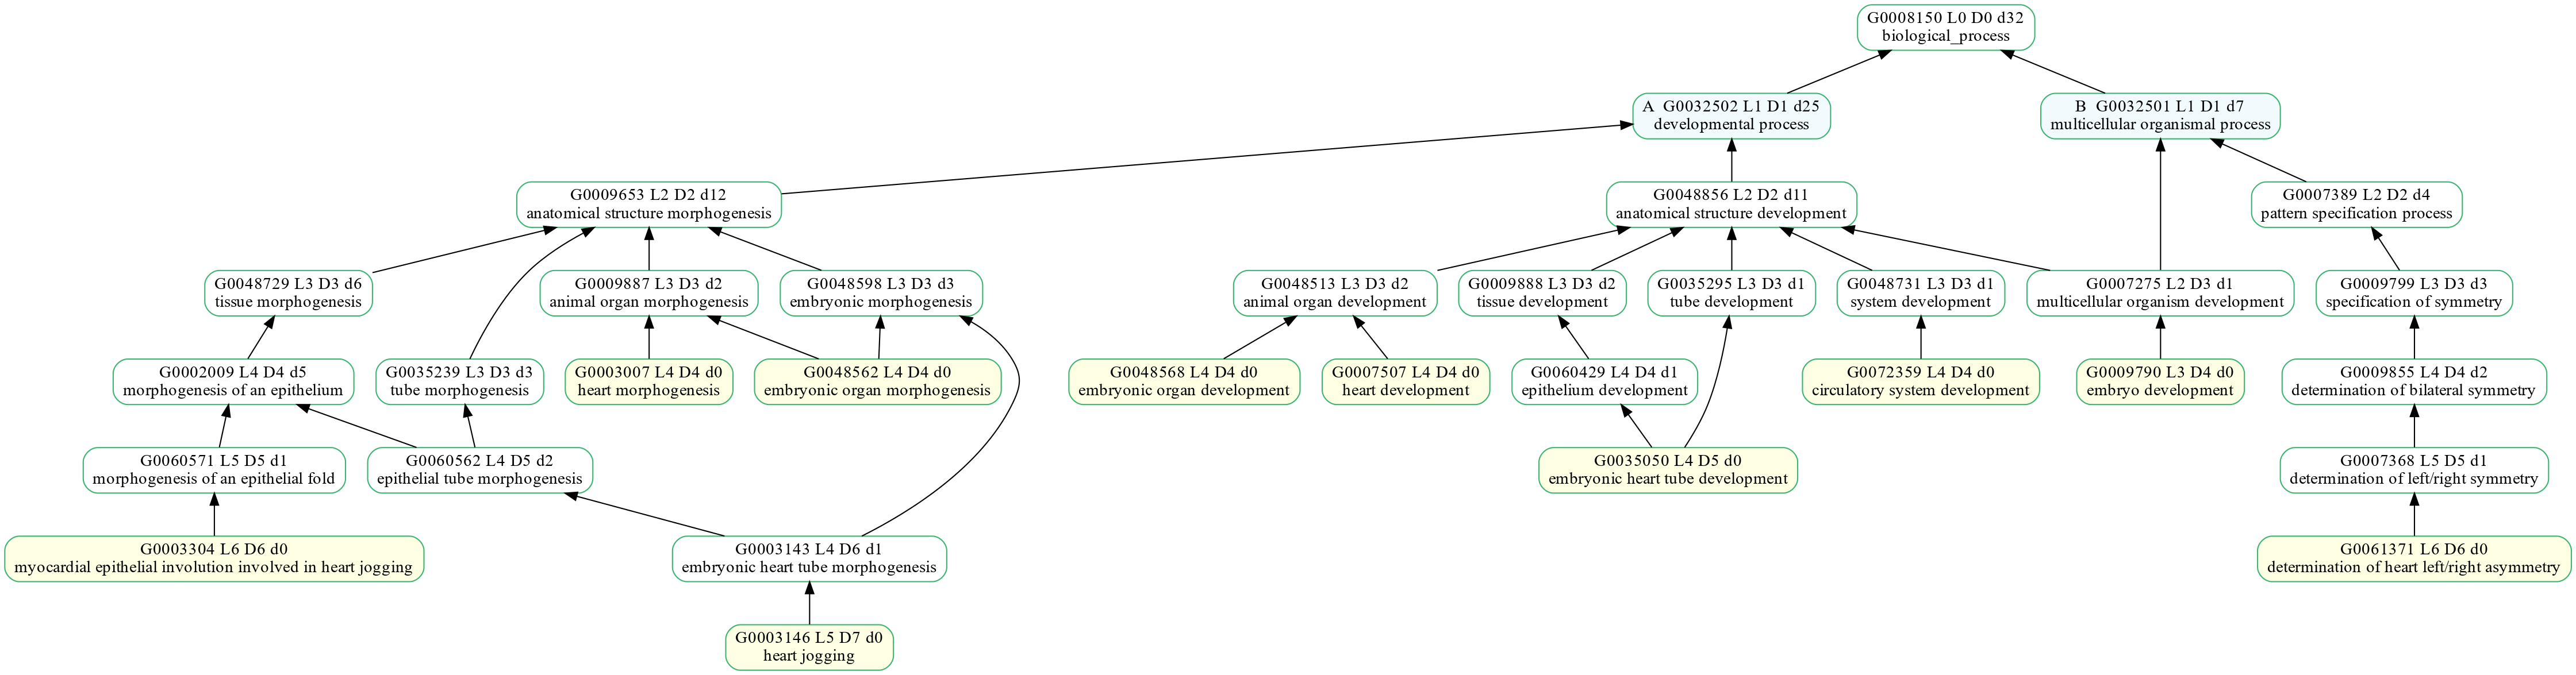 G0008150 L0 D0 d32
biological_process
A  G0032502 L1 D1 d25
developmental process
B  G0032501 L1 D1 d7
multicellular organismal process
G0009653 L2 D2 d12
anatomical structure morphogenesis
G0048856 L2 D2 d11
anatomical structure development
G0007389 L2 D2 d4
pattern specification process
G0048729 L3 D3 d6
tissue morphogenesis
G0009887 L3 D3 d2
animal organ morphogenesis
G0048598 L3 D3 d3
embryonic morphogenesis
G0048513 L3 D3 d2
animal organ development
G0009888 L3 D3 d2
tissue development
G0035295 L3 D3 d1
tube development
G0048731 L3 D3 d1
system development
G0007275 L2 D3 d1
multicellular organism development
G0009799 L3 D3 d3
specification of symmetry
G0002009 L4 D4 d5
morphogenesis of an epithelium
G0035239 L3 D3 d3
tube morphogenesis
G0003007 L4 D4 d0
heart morphogenesis
G0048562 L4 D4 d0
embryonic organ morphogenesis
G0048568 L4 D4 d0
embryonic organ development
G0007507 L4 D4 d0
heart development
G0060429 L4 D4 d1
epithelium development
G0072359 L4 D4 d0
circulatory system development
G0009790 L3 D4 d0
embryo development
G0009855 L4 D4 d2
determination of bilateral symmetry
G0060571 L5 D5 d1
morphogenesis of an epithelial fold
G0060562 L4 D5 d2
epithelial tube morphogenesis
G0035050 L4 D5 d0
embryonic heart tube development
G0007368 L5 D5 d1
determination of left/right symmetry
G0003304 L6 D6 d0
myocardial epithelial involution involved in heart jogging
G0003143 L4 D6 d1
embryonic heart tube morphogenesis
G0061371 L6 D6 d0
determination of heart left/right asymmetry
G0003146 L5 D7 d0
heart jogging